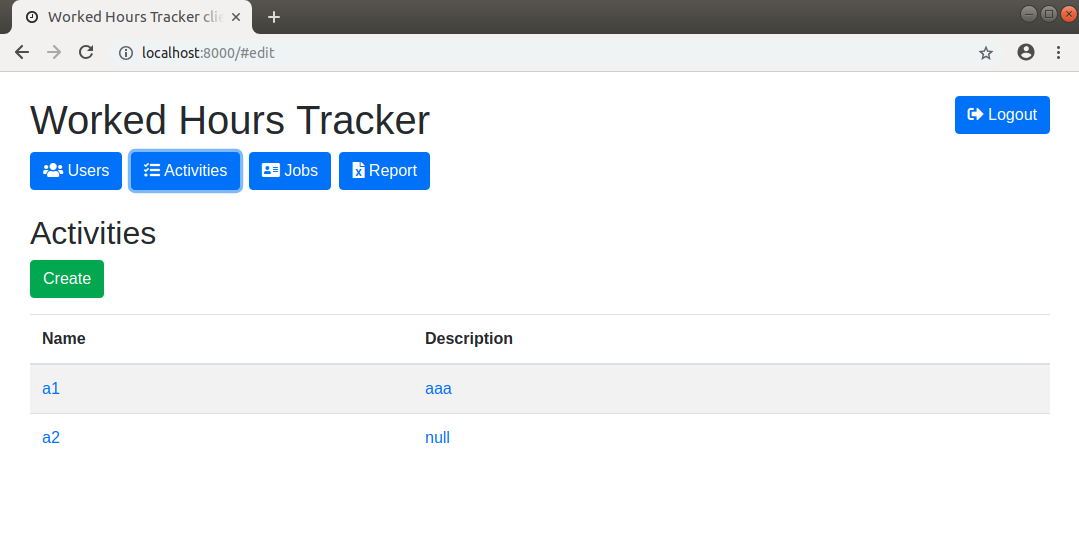 Worked Hours Tracker cli
localhost:8000/#edit
Worked Hours Tracker
Logout
Users Activities Jobs Report
Activities
Create
Name Description
a1 aaa
a2 null